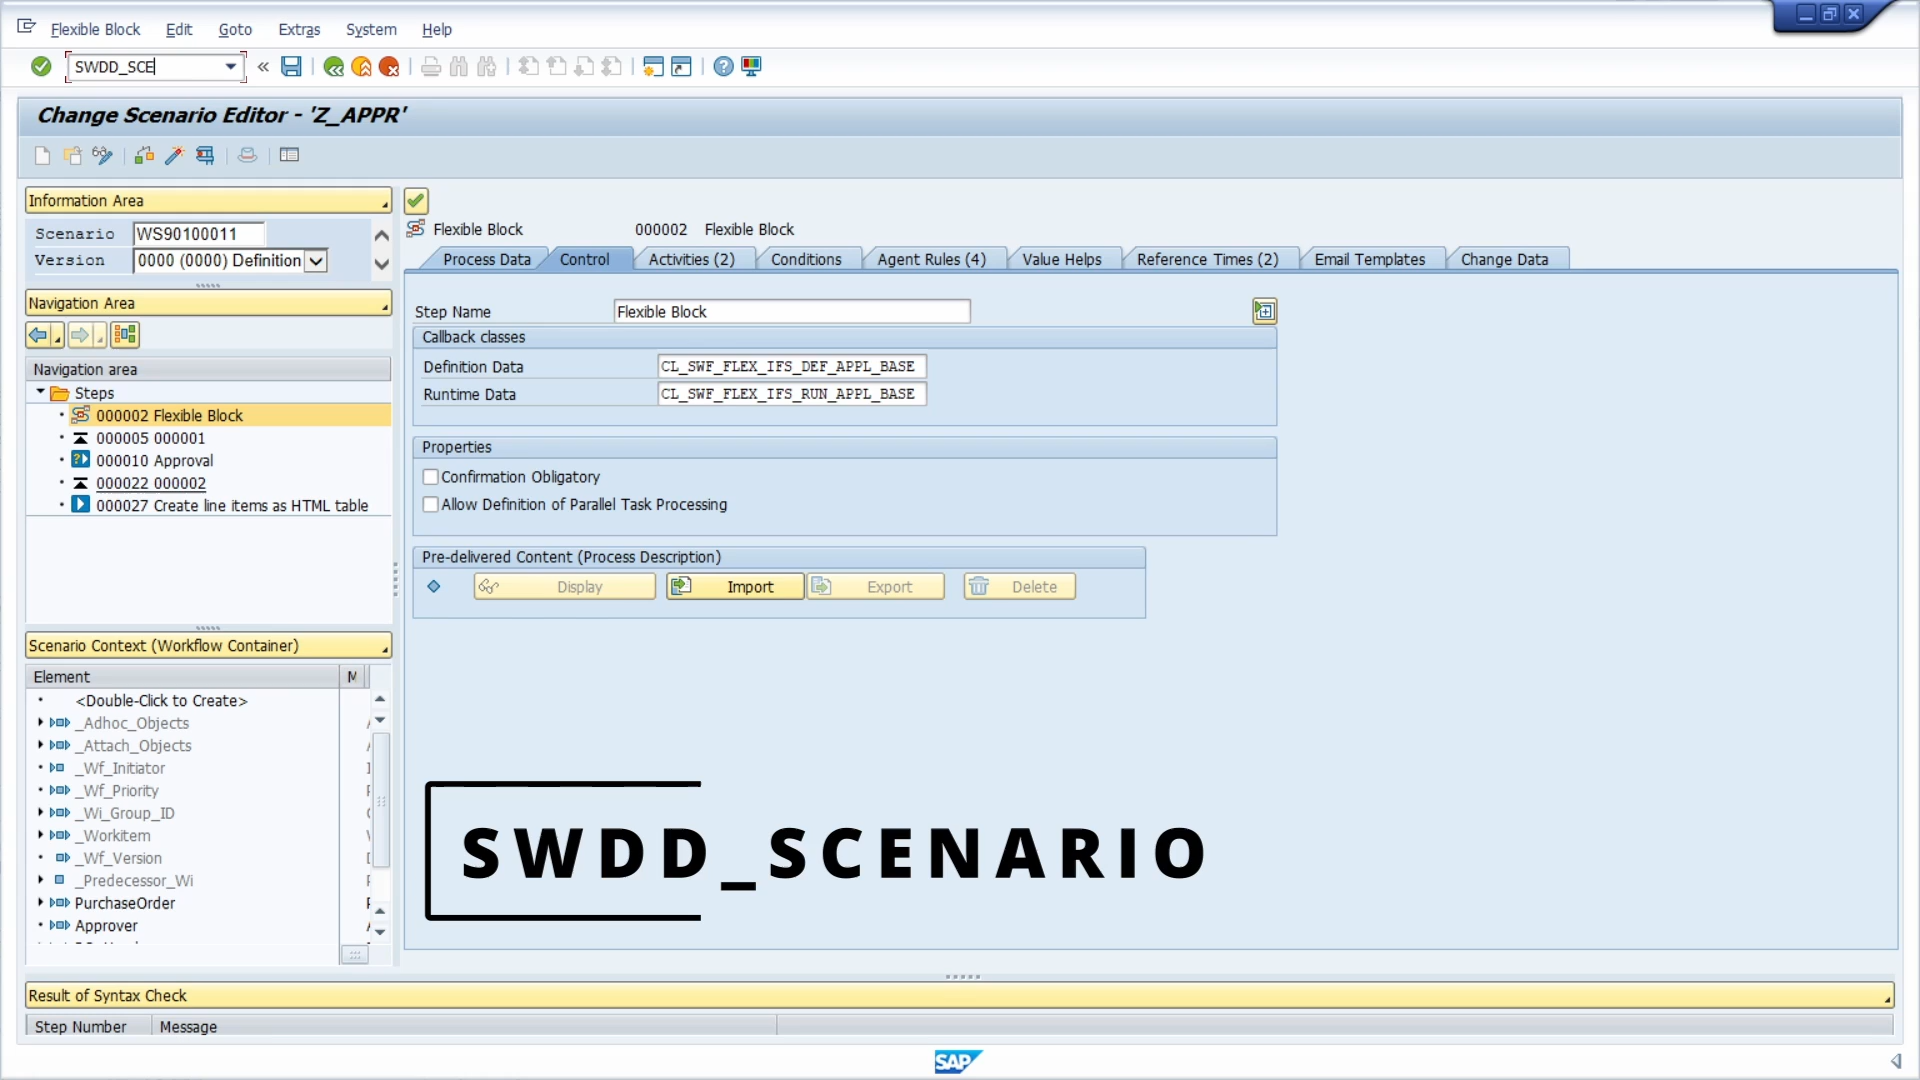 Flexible Block Edit Goto Extras System Help
SWDD_SCE
Change Scenario Editor - 'Z_APPR'
Information Area
Scenario WS90100011
Version 0000 (0000) Definition
Navigation Area
Navigation area
Steps
000002 Flexible Block
000005 000001
000010 Approval
000022 000002
000027 Create line items as HTML table
Scenario Context (Workflow Container)
Element M
<Double-Click to Create>
_Adhoc_Objects
_Attach_Objects
_Wf_Initiator
_Wf_Priority
_Wi_Group_ID
_Workitem
_Wf_Version
_Predecessor_Wi
PurchaseOrder
Approver
Flexible Block 000002 Flexible Block
Process Data Control Activities (2) Conditions Agent Rules (4) Value Helps Reference Times (2) Email Templates Change Data
Step Name Flexible Block
Callback classes
Definition Data CL_SWF_FLEX_IFS_DEF_APPL_BASE
Runtime Data CL_SWF_FLEX_IFS_RUN_APPL_BASE
Properties
Confirmation Obligatory
Allow Definition of Parallel Task Processing
Pre-delivered Content (Process Description)
Display Import Export Delete
SWDD_SCENARIO
Result of Syntax Check
Step Number Message
SAP